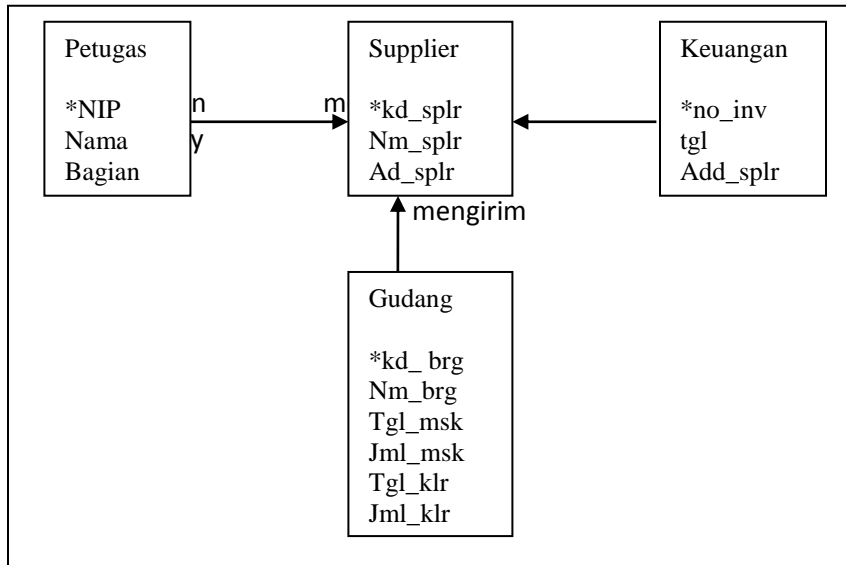 Petugas
*NIP
Nama
Bagian
n
y
m
Supplier
*kd_splr
Nm_splr
Ad_splr
Keuangan
*no_inv
tgl
Add_splr
mengirim
Gudang
*kd_ brg
Nm_brg
Tgl_msk
Jml_msk
Tgl_klr
Jml_klr